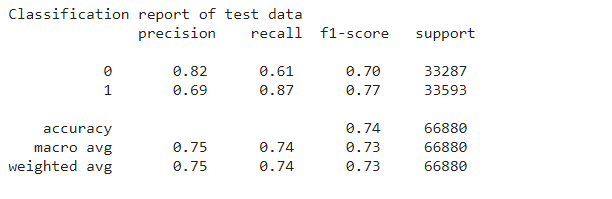 Classification report of test data
precision recall f1-score support
0 0.82 0.61 0.70 33287
1 0.69 0.87 0.77 33593
accuracy 0.74 66880
macro avg 0.75 0.74 0.73 66880
weighted avg 0.75 0.74 0.73 66880